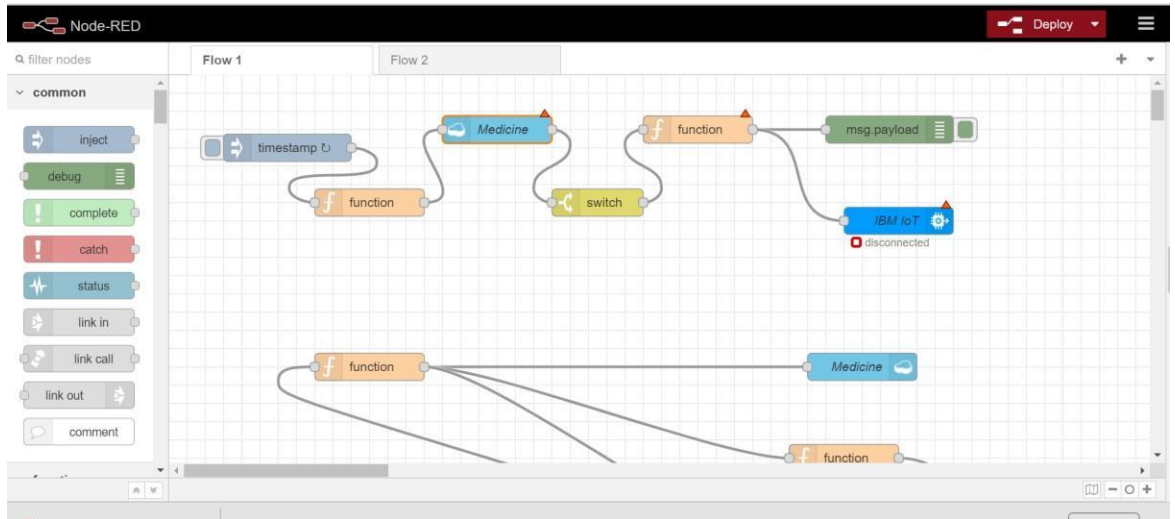 Node-RED
Deploy
filter nodes
Flow 1
Flow 2
common
inject
debug
complete
catch
status
link in
link call
link out
comment
timestamp ↻
function
Medicine
switch
function
msg.payload
IBM IoT
disconnected
function
Medicine
function